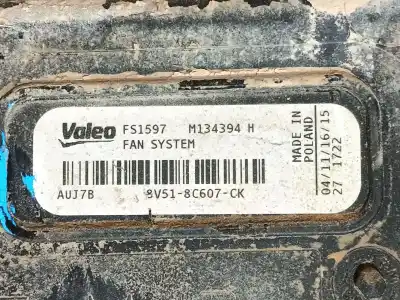 Valeo FS1597 M134394 H
FAN SYSTEM
AUJ7B 8V51-8C607-CK
MADE IN
POLAND
04/11/16/15
27 1722